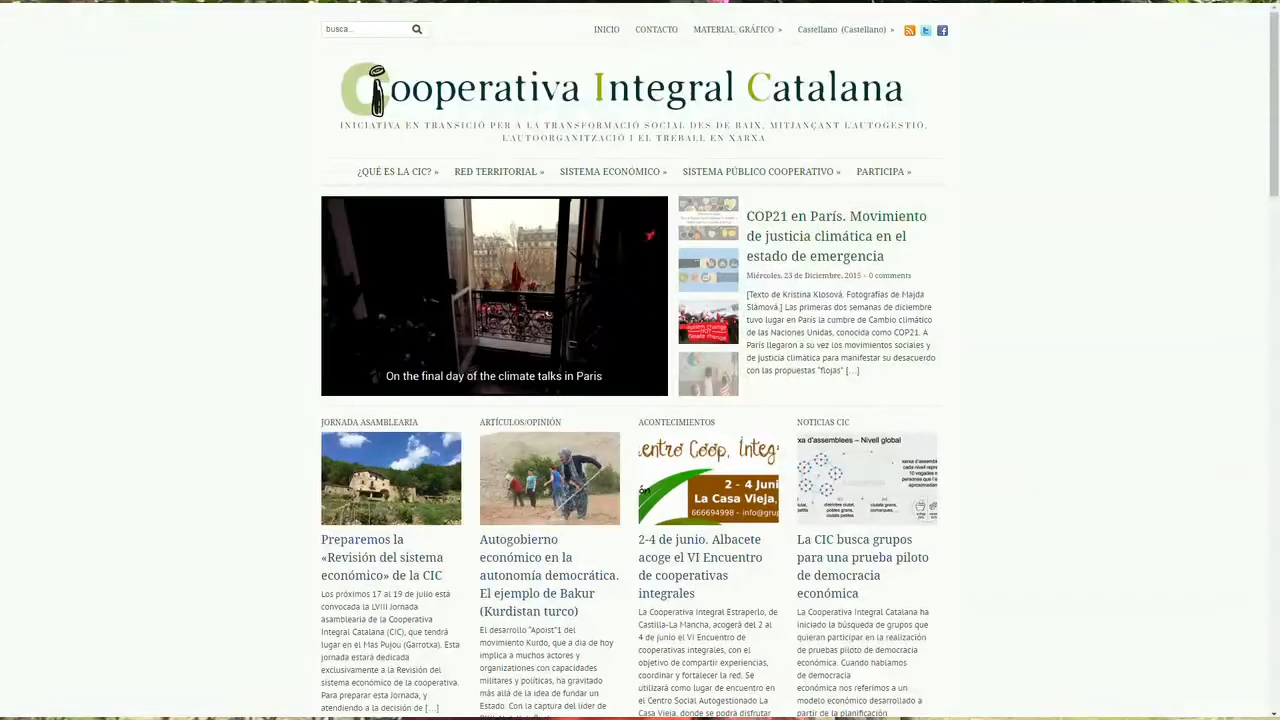 busca...
INICIO CONTACTO MATERIAL GRÁFICO » Castellano (Castellano) »
Cooperativa Integral Catalana
INICIATIVA EN TRANSICIÓ PER A LA TRANSFORMACIÓ SOCIAL DES DE BAIX, MITJANÇANT L'AUTOGESTIÓ,
L'AUTOORGANITZACIÓ I EL TREBALL EN XARXA
¿QUÉ ES LA CIC? » RED TERRITORIAL » SISTEMA ECONÓMICO » SISTEMA PÚBLICO COOPERATIVO » PARTICIPA »
On the final day of the climate talks in Paris
COP21 en París. Movimiento
de justicia climática en el
estado de emergencia
Miércoles, 23 de Diciembre, 2015 · 0 comments
[Texto de Kristina Klosová. Fotografías de Majda
Slámová.] Las primeras dos semanas de diciembre
tuvo lugar en París la cumbre de Cambio climático
de las Naciones Unidas, conocida como COP21. A
París llegaron a su vez los movimientos sociales y
de justicia climática para manifestar su desacuerdo
con las propuestas "flojas" [...]
JORNADA ASAMBLEARIA
Preparemos la
«Revisión del sistema
económico» de la CIC
Los próximos 17 al 19 de julio está
convocada la LVIII Jornada
asamblearia de la Cooperativa
Integral Catalana (CIC), que tendrá
lugar en el Mas Pujou (Garrotxa). Esta
jornada estará dedicada
exclusivamente a la Revisión del
sistema económico de la cooperativa.
Para preparar esta Jornada, y
atendiendo a la decisión de [...]
ARTÍCULOS/OPINIÓN
Autogobierno
económico en la
autonomía democrática.
El ejemplo de Bakur
(Kurdistan turco)
El desarrollo "Apoist"1 del
movimiento Kurdo, que a día de hoy
implica a muchos actores y
organizaciones con capacidades
militares y políticas, ha gravitado
más allá de la idea de fundar un
Estado. Con la captura del líder de
ACONTECIMIENTOS
entro Coop. Integ
2 - 4 Juni
La Casa Vieja,
666694998 - info@grup
2-4 de junio. Albacete
acoge el VI Encuentro
de cooperativas
integrales
La Cooperativa Integral Estraperlo, de
Castilla-La Mancha, acogerá del 2 al
4 de junio el VI Encuentro de
cooperativas integrales, con el
objetivo de compartir experiencias,
coordinar y fortalecer la red. Se
utilizará como lugar de encuentro en
el Centro Social Autogestionado La
Casa Vieja, donde se podrá disfrutar
NOTICIAS CIC
xa d'assemblees – Nivell global
La CIC busca grupos
para una prueba piloto
de democracia
económica
La Cooperativa Integral Catalana ha
iniciado la búsqueda de grupos que
quieran participar en la realización
de pruebas piloto de democracia
económica. Cuando hablamos
de democracia
económica nos referimos a un
modelo económico desarrollado a
partir de la planificación